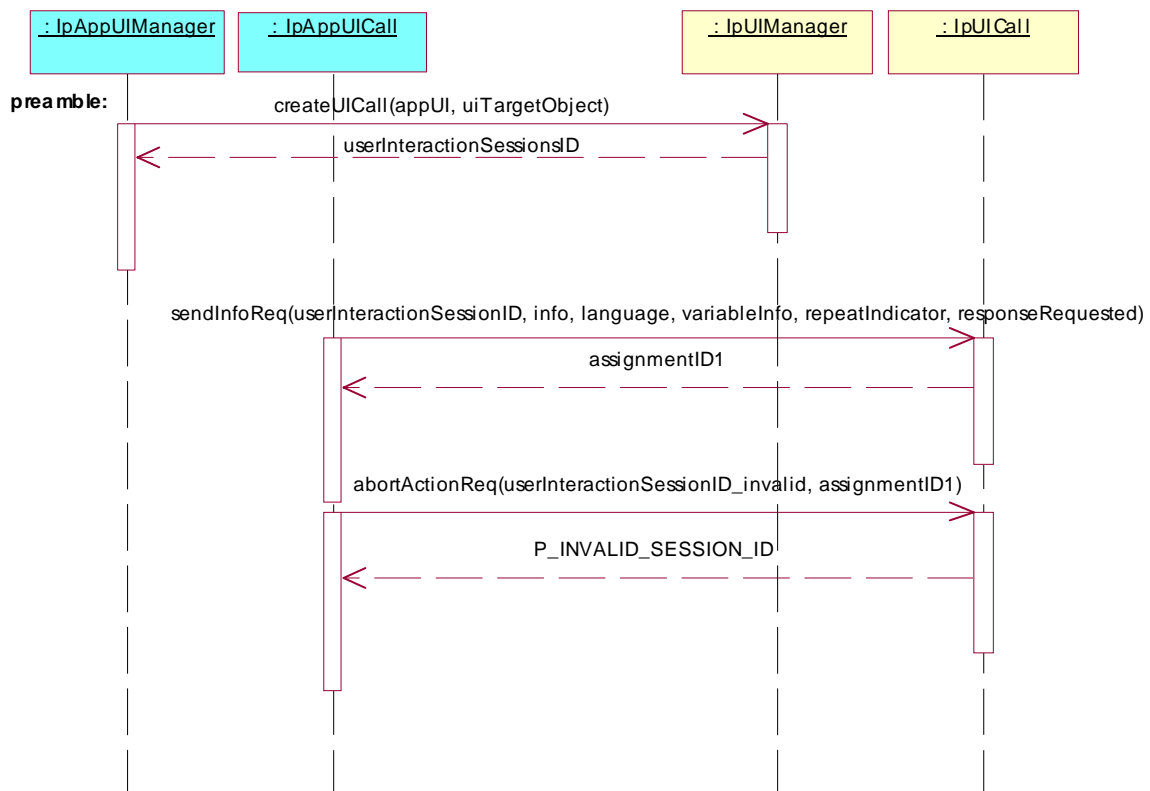 : IpAppUIManager
: IpAppUICall
: IpUIManager
: IpUICall
preamble:
createUICall(appUI, uiTargetObject)
userInteractionSessionsID
sendInfoReq(userInteractionSessionID, info, language, variableInfo, repeatIndicator, responseRequested)
assignmentID1
abortActionReq(userInteractionSessionID_invalid, assignmentID1)
P_INVALID_SESSION_ID